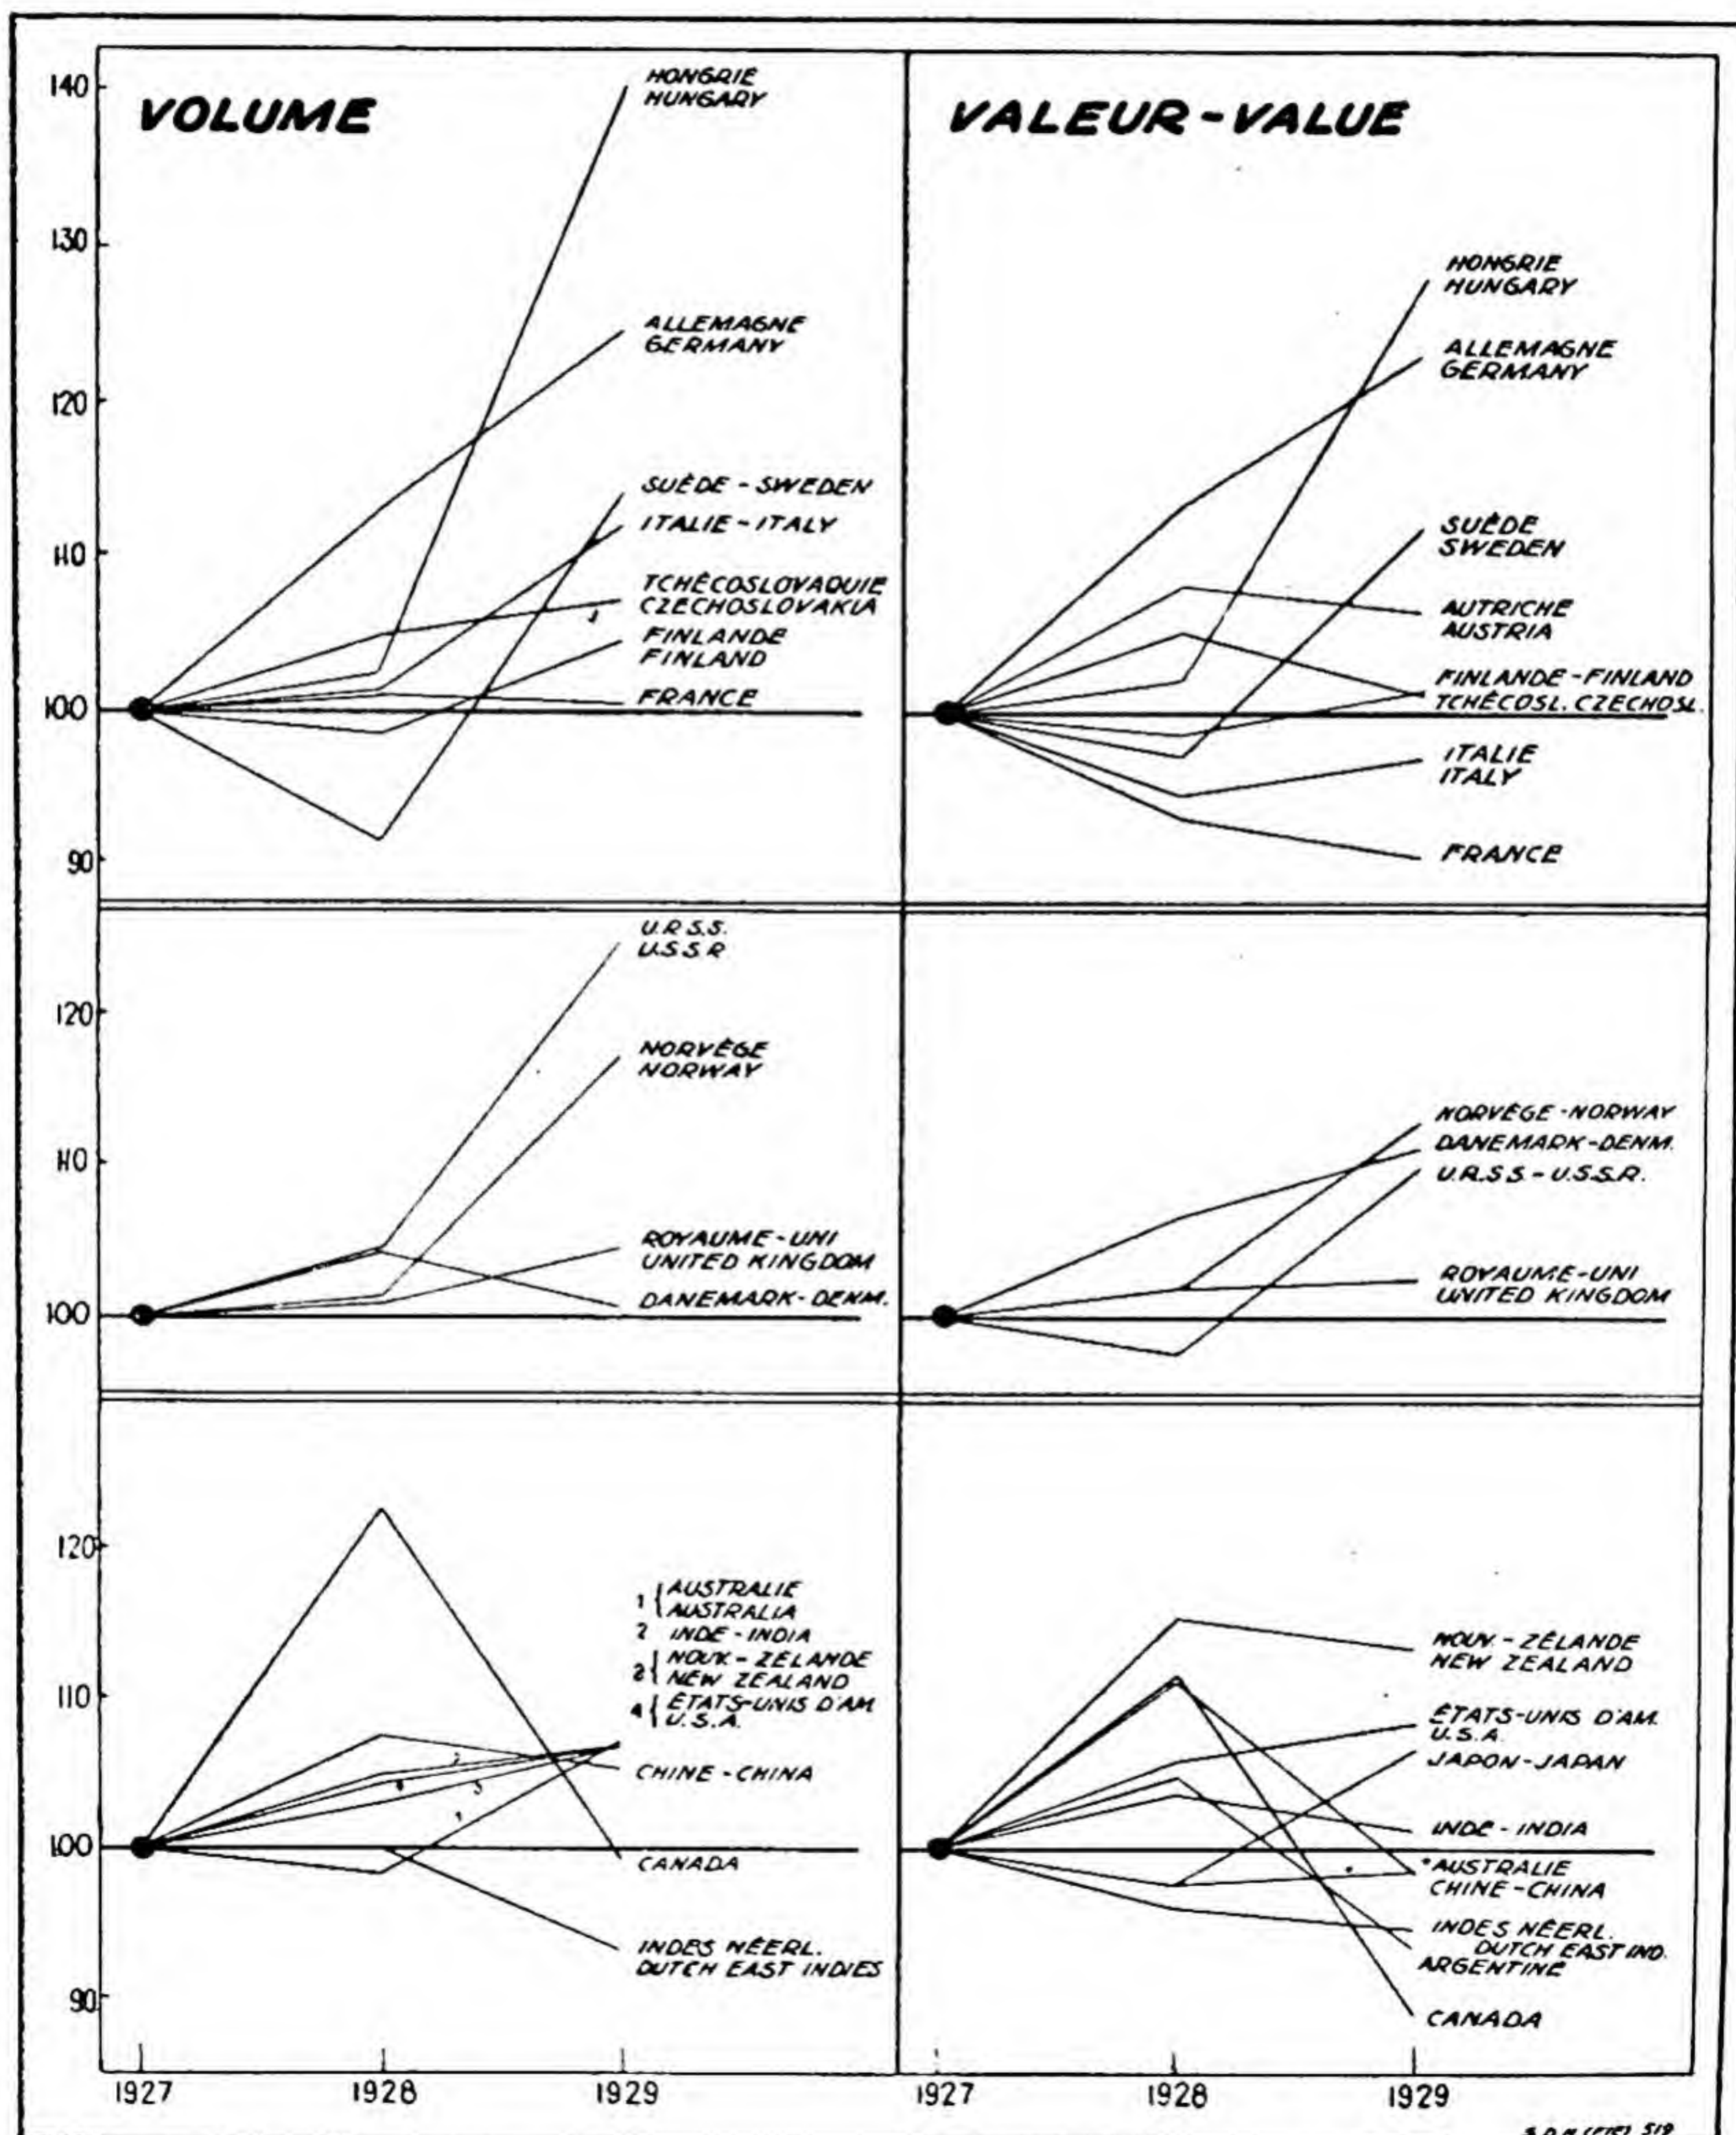 VOLUME
140
130
120
110
100
90
HONGRIE
HUNGARY
ALLEMAGNE
GERMANY
SUÈDE - SWEDEN
ITALIE - ITALY
TCHÉCOSLOVAQUIE
CZECHOSLOVAKIA
FINLANDE
FINLAND
FRANCE
VALEUR - VALUE
HONGRIE
HUNGARY
ALLEMAGNE
GERMANY
SUÈDE
SWEDEN
AUTRICHE
AUSTRIA
FINLANDE - FINLAND
TCHÉCOSL. CZECHOSL.
ITALIE
ITALY
FRANCE
120
110
100
U.R.S.S.
U.S.S.R
NORVÈGE
NORWAY
ROYAUME - UNI
UNITED KINGDOM
DANEMARK - DENM.
NORVÈGE - NORWAY
DANEMARK - DENM.
U.R.S.S. - U.S.S.R.
ROYAUME - UNI
UNITED KINGDOM
120
110
100
90
1 { AUSTRALIE
AUSTRALIA
2 INDE - INDIA
3 { NOUV. - ZÉLANDE
NEW ZEALAND
4 { ÉTATS-UNIS D'AM
U.S.A.
CHINE - CHINA
CANADA
INDES NÉERL.
DUTCH EAST INDIES
2
4
3
1
NOUV. - ZÉLANDE
NEW ZEALAND
ÉTATS-UNIS D'AM.
U.S.A.
JAPON - JAPAN
INDE - INDIA
*AUSTRALIE
CHINE - CHINA
INDES NÉERL.
DUTCH EAST IND.
ARGENTINE
CANADA
1927 1928 1929
1927 1928 1929